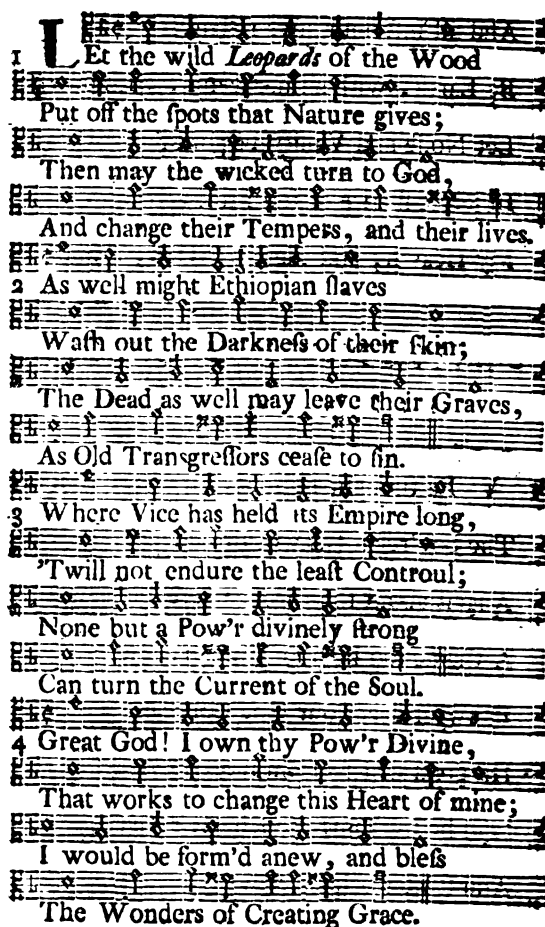 1 LEt the wild Leopards of the Wood
Put off the ſpots that Nature gives;
Then may the wicked turn to God,
And change their Tempers, and their lives.
2 As well might Ethiopian ſlaves
Waſh out the Darkneſs of their ſkin;
The Dead as well may leave their Graves,
As Old Tranſgreſſors ceaſe to ſin.
3 Where Vice has held its Empire long,
'Twill not endure the leaſt Controul;
None but a Pow'r divinely ſtrong
Can turn the Current of the Soul.
4 Great God! I own thy Pow'r Divine,
That works to change this Heart of mine;
I would be form'd anew, and bleſs
The Wonders of Creating Grace.